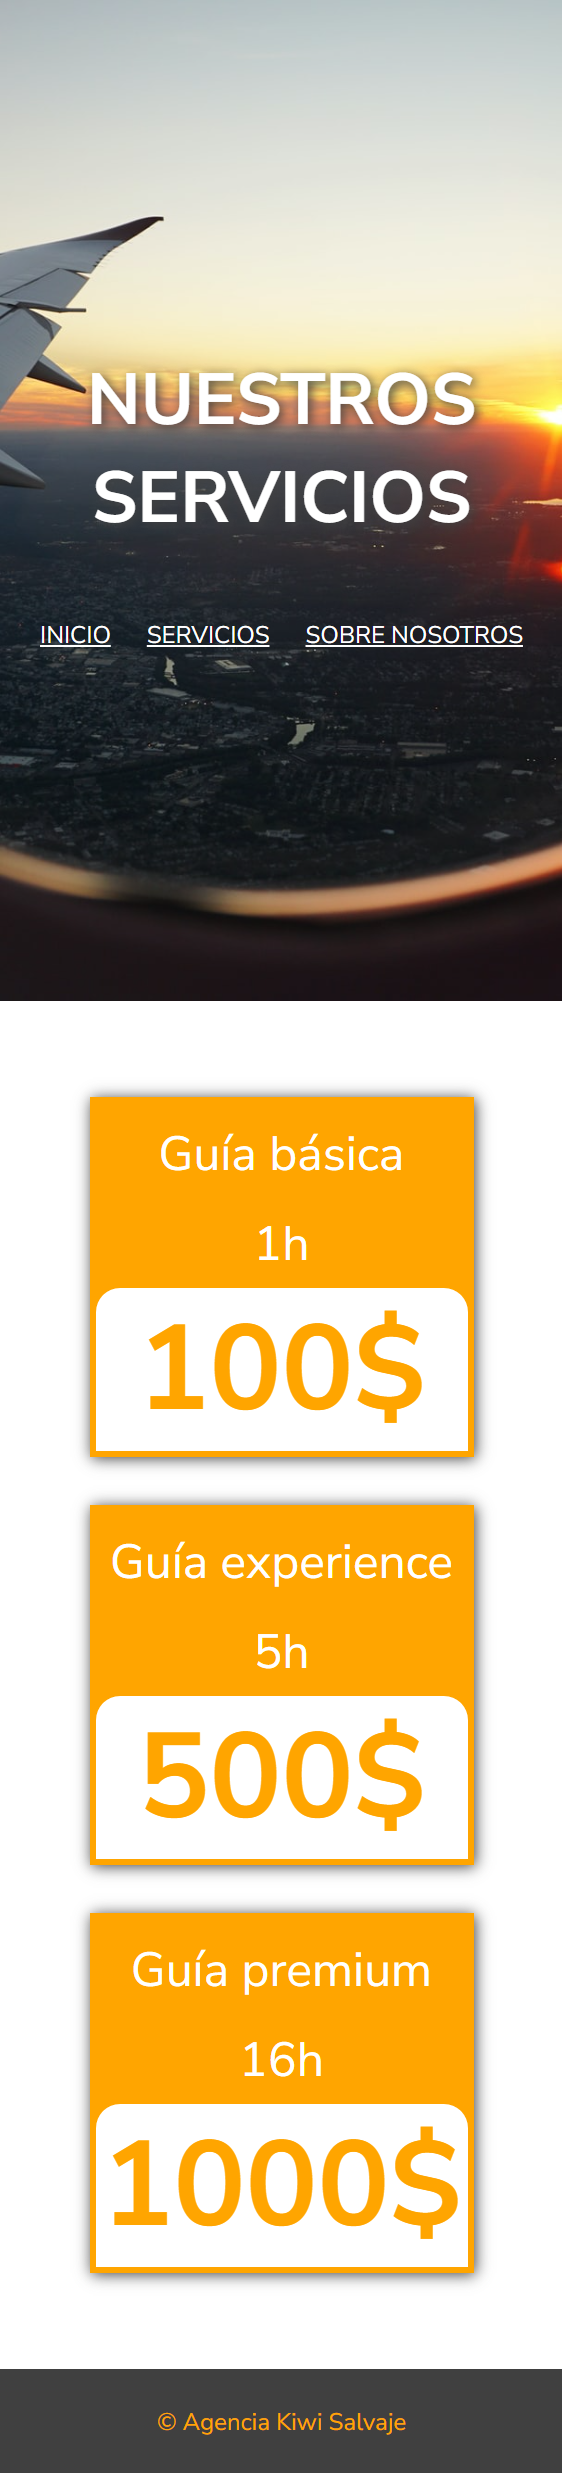 NUESTROS
SERVICIOS
INICIO SERVICIOS SOBRE NOSOTROS
Guía básica
1h
100$
Guía experience
5h
500$
Guía premium
16h
1000$
© Agencia Kiwi Salvaje